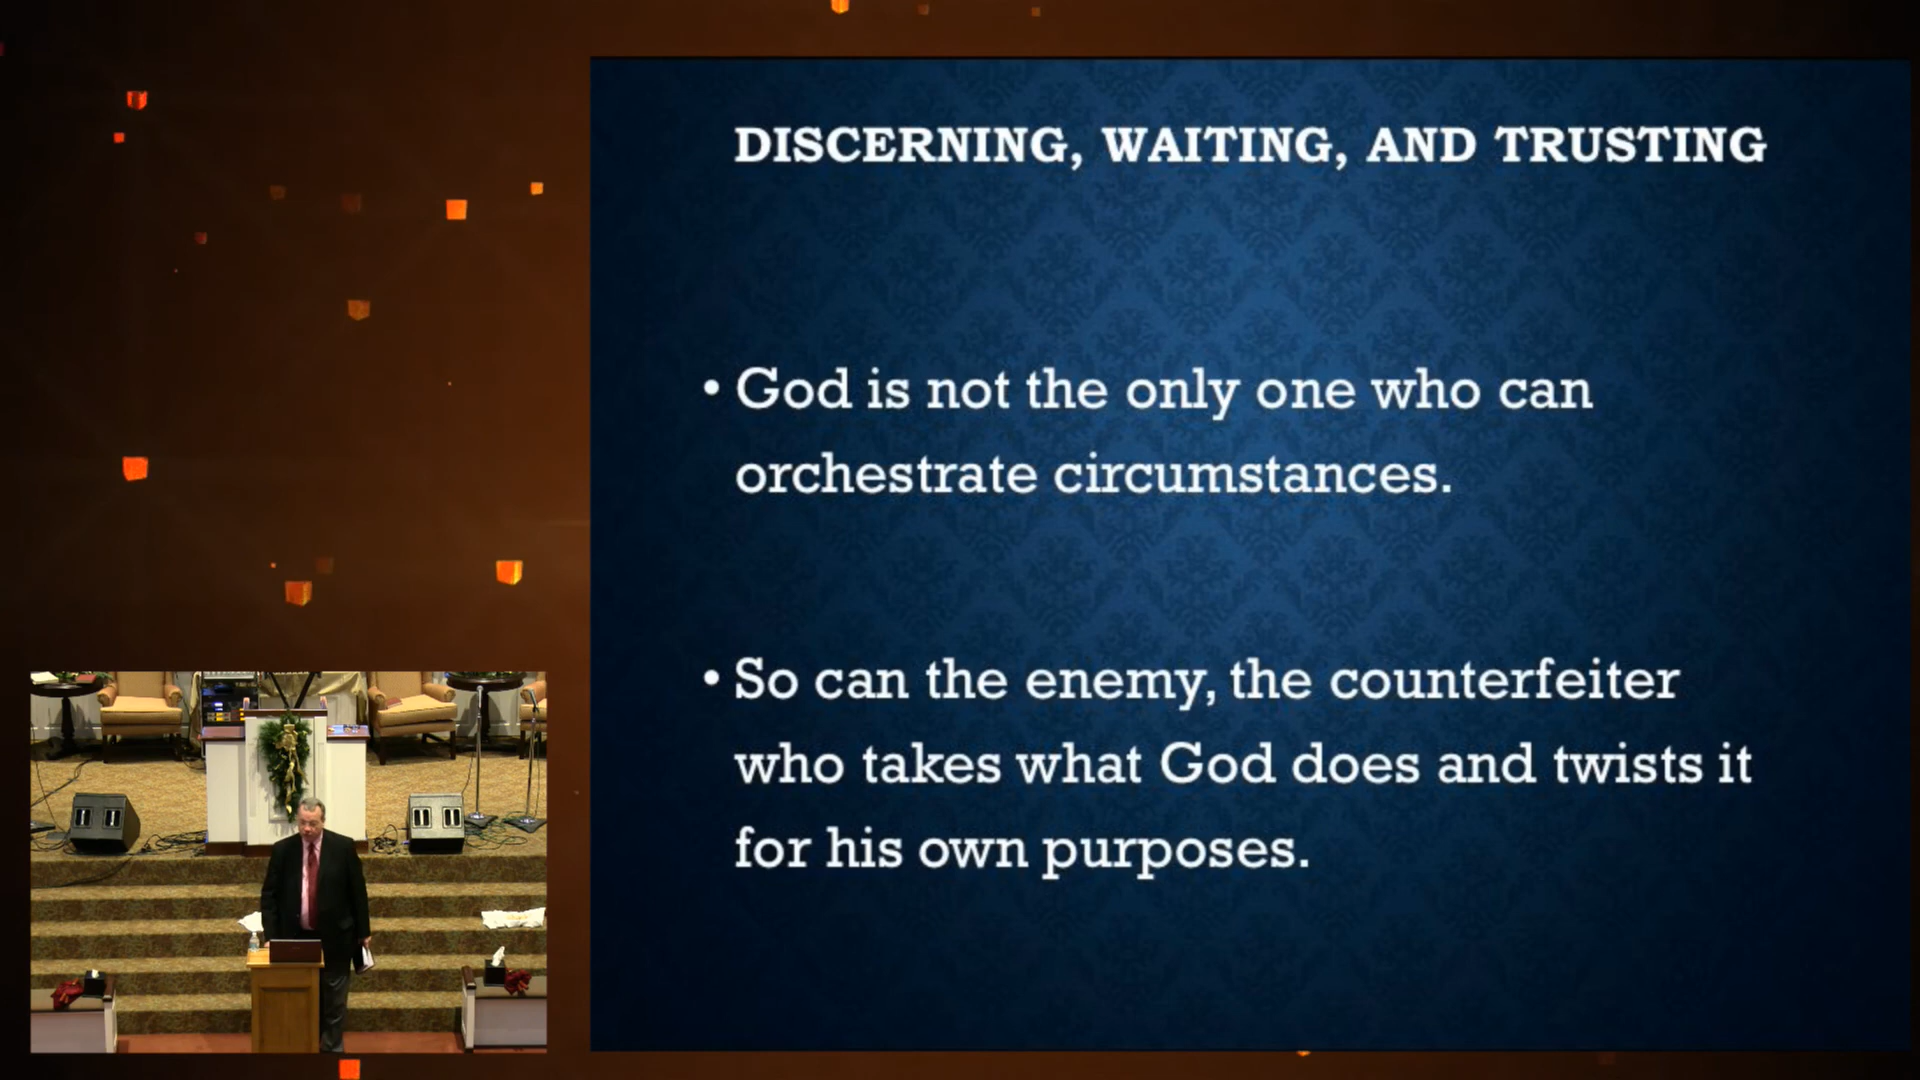 DISCERNING, WAITING, AND TRUSTING
• God is not the only one who can
orchestrate circumstances.
• So can the enemy, the counterfeiter
who takes what God does and twists it
for his own purposes.